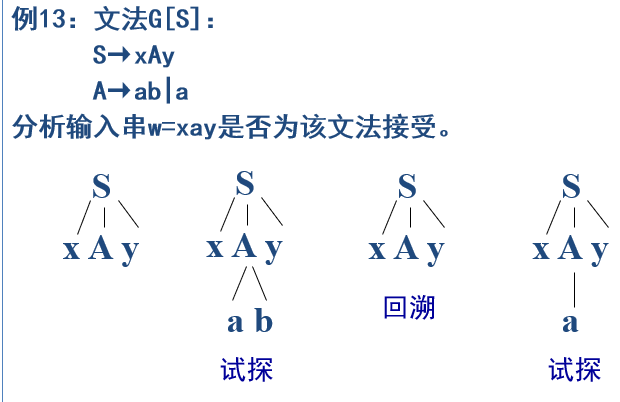 例13：文法G[S]：
S→xAy
A→ab|a
分析输入串w=xay是否为该文法接受。
S S S S
x A y x A y x A y x A y
a b 回溯 a
试探 试探